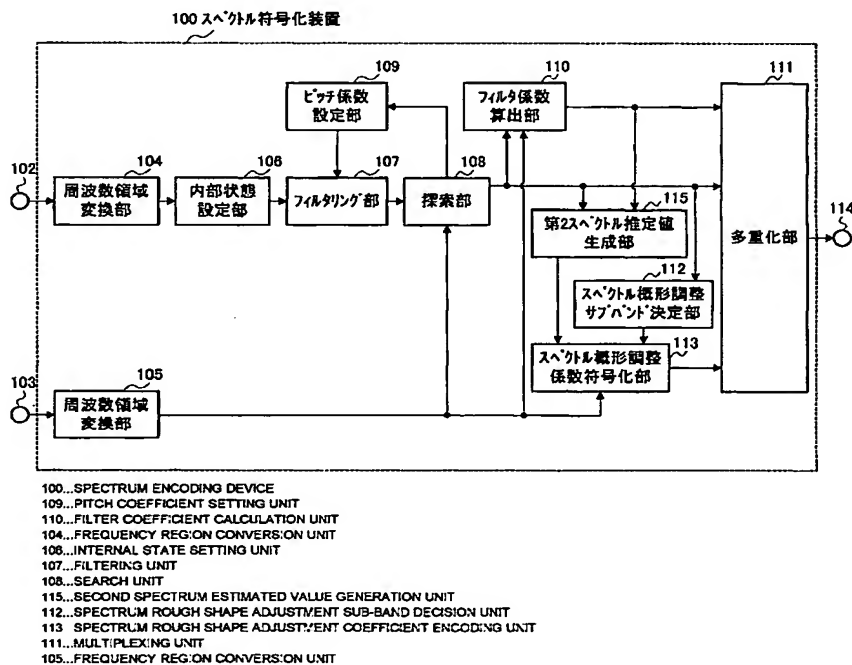 100 スペクトル符号化装置
109
ピッチ係数
設定部
110
フィルタ係数
算出部
111
多重化部
102
104
周波数領域
変換部
106
内部状態
設定部
107
フィルタリング部
108
探索部
115
第2スペクトル推定値
生成部
114
112
スペクトル概形調整
サブバンド決定部
113
スペクトル概形調整
係数符号化部
103
105
周波数領域
変換部
100...SPECTRUM ENCODING DEVICE
109...PITCH COEFFICIENT SETTING UNIT
110...FILTER COEFFICIENT CALCULATION UNIT
104...FREQUENCY REGION CONVERSION UNIT
106...INTERNAL STATE SETTING UNIT
107...FILTERING UNIT
108...SEARCH UNIT
115...SECOND SPECTRUM ESTIMATED VALUE GENERATION UNIT
112...SPECTRUM ROUGH SHAPE ADJUSTMENT SUB-BAND DECISION UNIT
113 SPECTRUM ROUGH SHAPE ADJUSTMENT COEFFICIENT ENCODING UNIT
111...MULTIPLEXING UNIT
105...FREQUENCY REGION CONVERSION UNIT